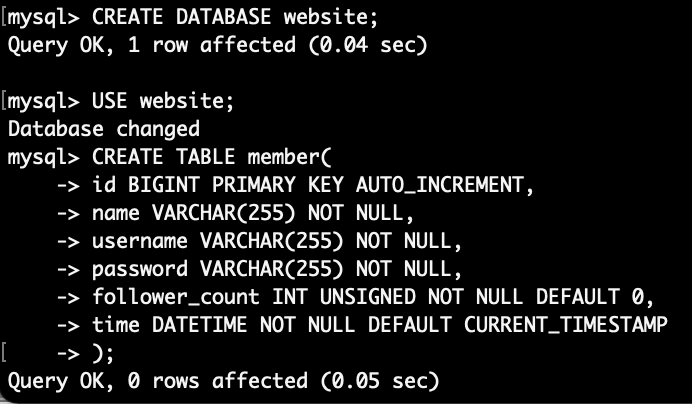 [mysql> CREATE DATABASE website;
Query OK, 1 row affected (0.04 sec)
[mysql> USE website;
Database changed
mysql> CREATE TABLE member(
    -> id BIGINT PRIMARY KEY AUTO_INCREMENT,
    -> name VARCHAR(255) NOT NULL,
    -> username VARCHAR(255) NOT NULL,
    -> password VARCHAR(255) NOT NULL,
    -> follower_count INT UNSIGNED NOT NULL DEFAULT 0,
    -> time DATETIME NOT NULL DEFAULT CURRENT_TIMESTAMP
[    -> );
Query OK, 0 rows affected (0.05 sec)